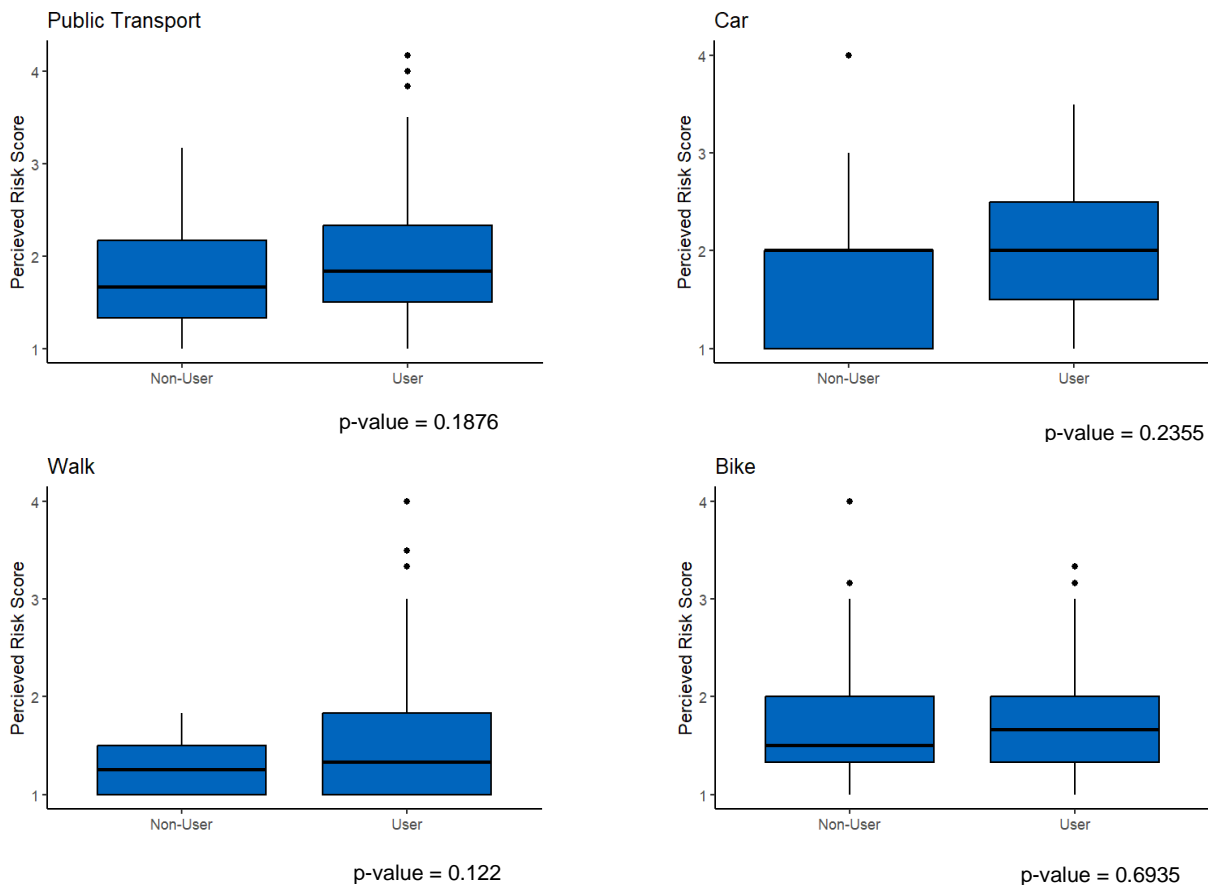 Public Transport
Percieved Risk Score
4
3
2
1
Non-User
User
p-value = 0.1876
Car
Percieved Risk Score
4
3
2
1
Non-User
User
p-value = 0.2355
Walk
Percieved Risk Score
4
3
2
1
Non-User
User
p-value = 0.122
Bike
Percieved Risk Score
4
3
2
1
Non-User
User
p-value = 0.6935